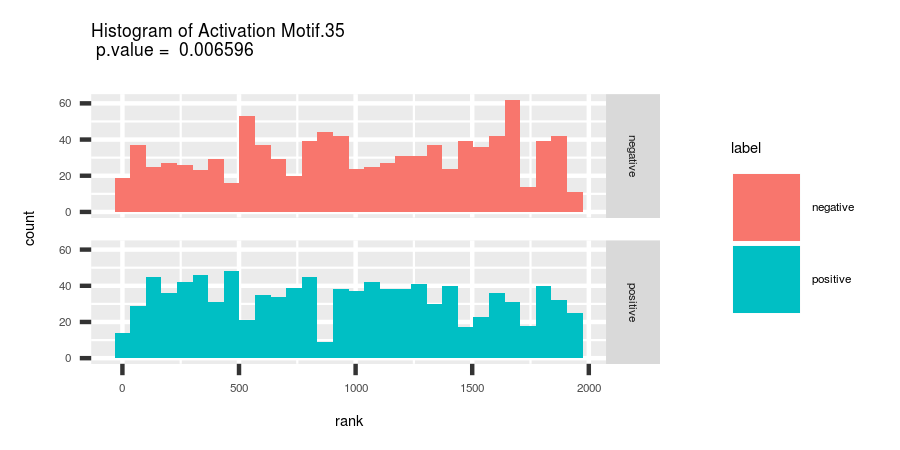 Histogram of Activation Motif.35
p.value = 0.006596
count
60
40
20
0
negative
60
40
20
0
positive
0 500 1000 1500 2000
rank
label
negative
positive